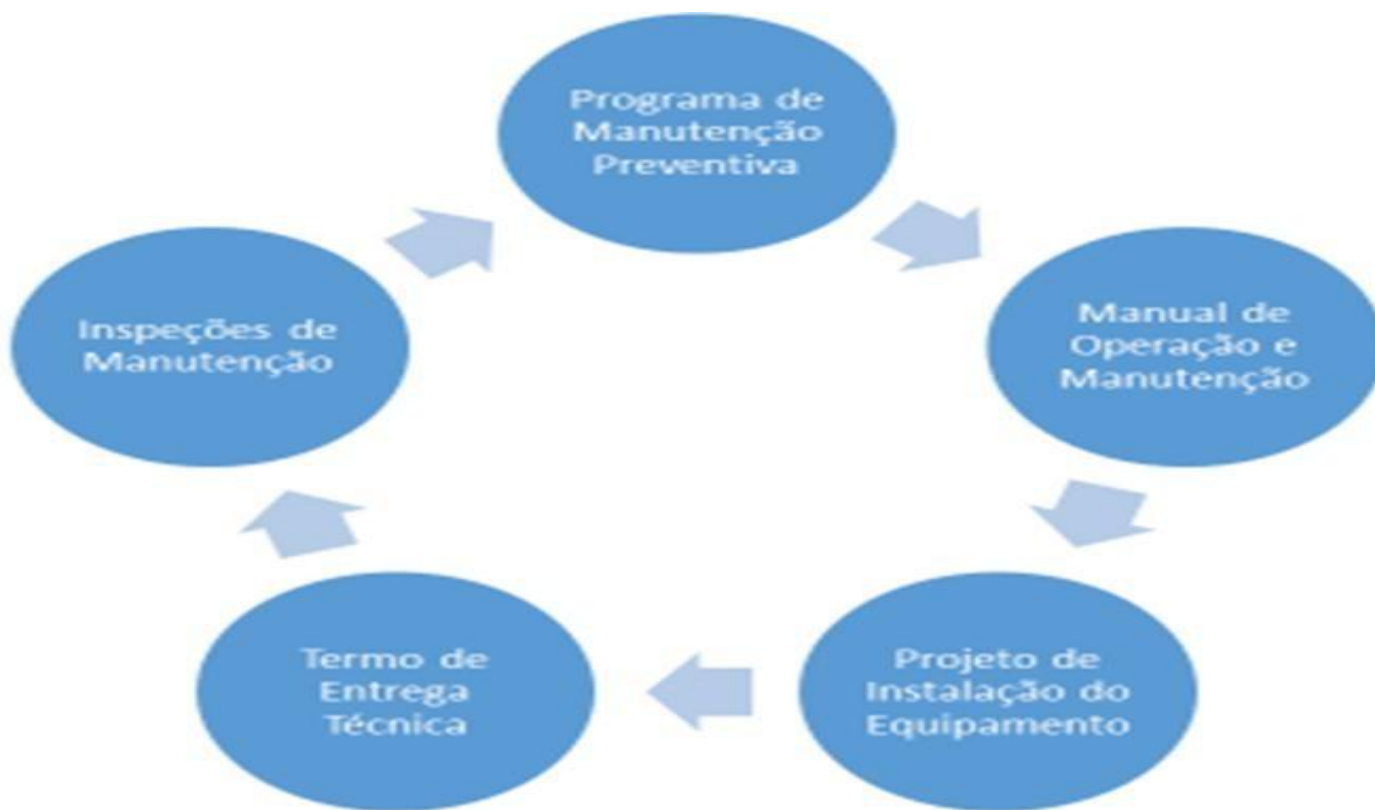 Programa de
Manutenção
Preventiva
Manual de
Operação e
Manutenção
Projeto de
Instalação do
Equipamento
Termo de
Entrega
Técnica
Inspeções de
Manutenção